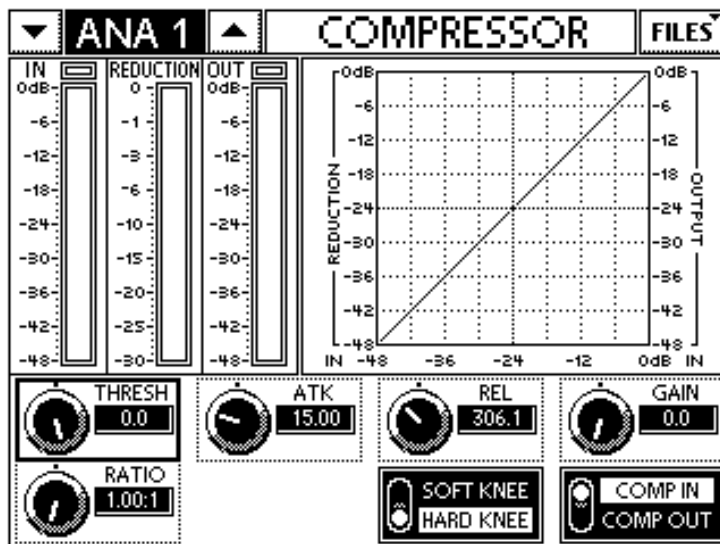 ANA 1
COMPRESSOR
FILES
IN REDUCTION OUT
0dB 0 0dB
-6 -1 -6
-12 -3 -12
-18 -6 -18
-24 -10 -24
-30 -15 -30
-36 -20 -36
-42 -25 -42
-48 -30 -48
REDUCTION
0dB 0dB
-6 -6
-12 -12
-18 -18
-24 -24
-30 -30
-36 -36
-42 -42
-48 -48
OUTPUT
IN -48 -36 -24 -12 0dB IN
THRESH
0.0
ATK
15.00
REL
306.1
GAIN
0.0
RATIO
1.00:1
SOFT KNEE
HARD KNEE
COMP IN
COMP OUT